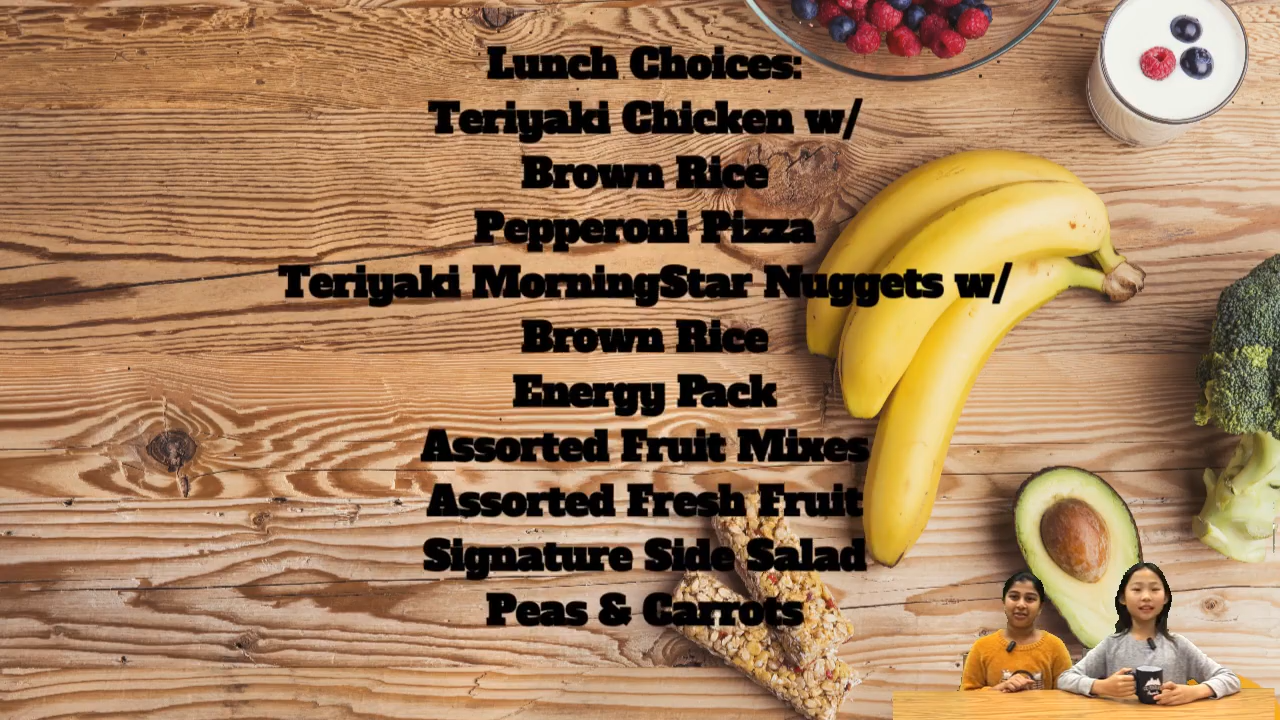 Lunch Choices:
Teriyaki Chicken w/
Brown Rice
Pepperoni Pizza
Teriyaki MorningStar Nuggets w/
Brown Rice
Energy Pack
Assorted Fruit Mixes
Assorted Fresh Fruit
Signature Side Salad
Peas & Carrots